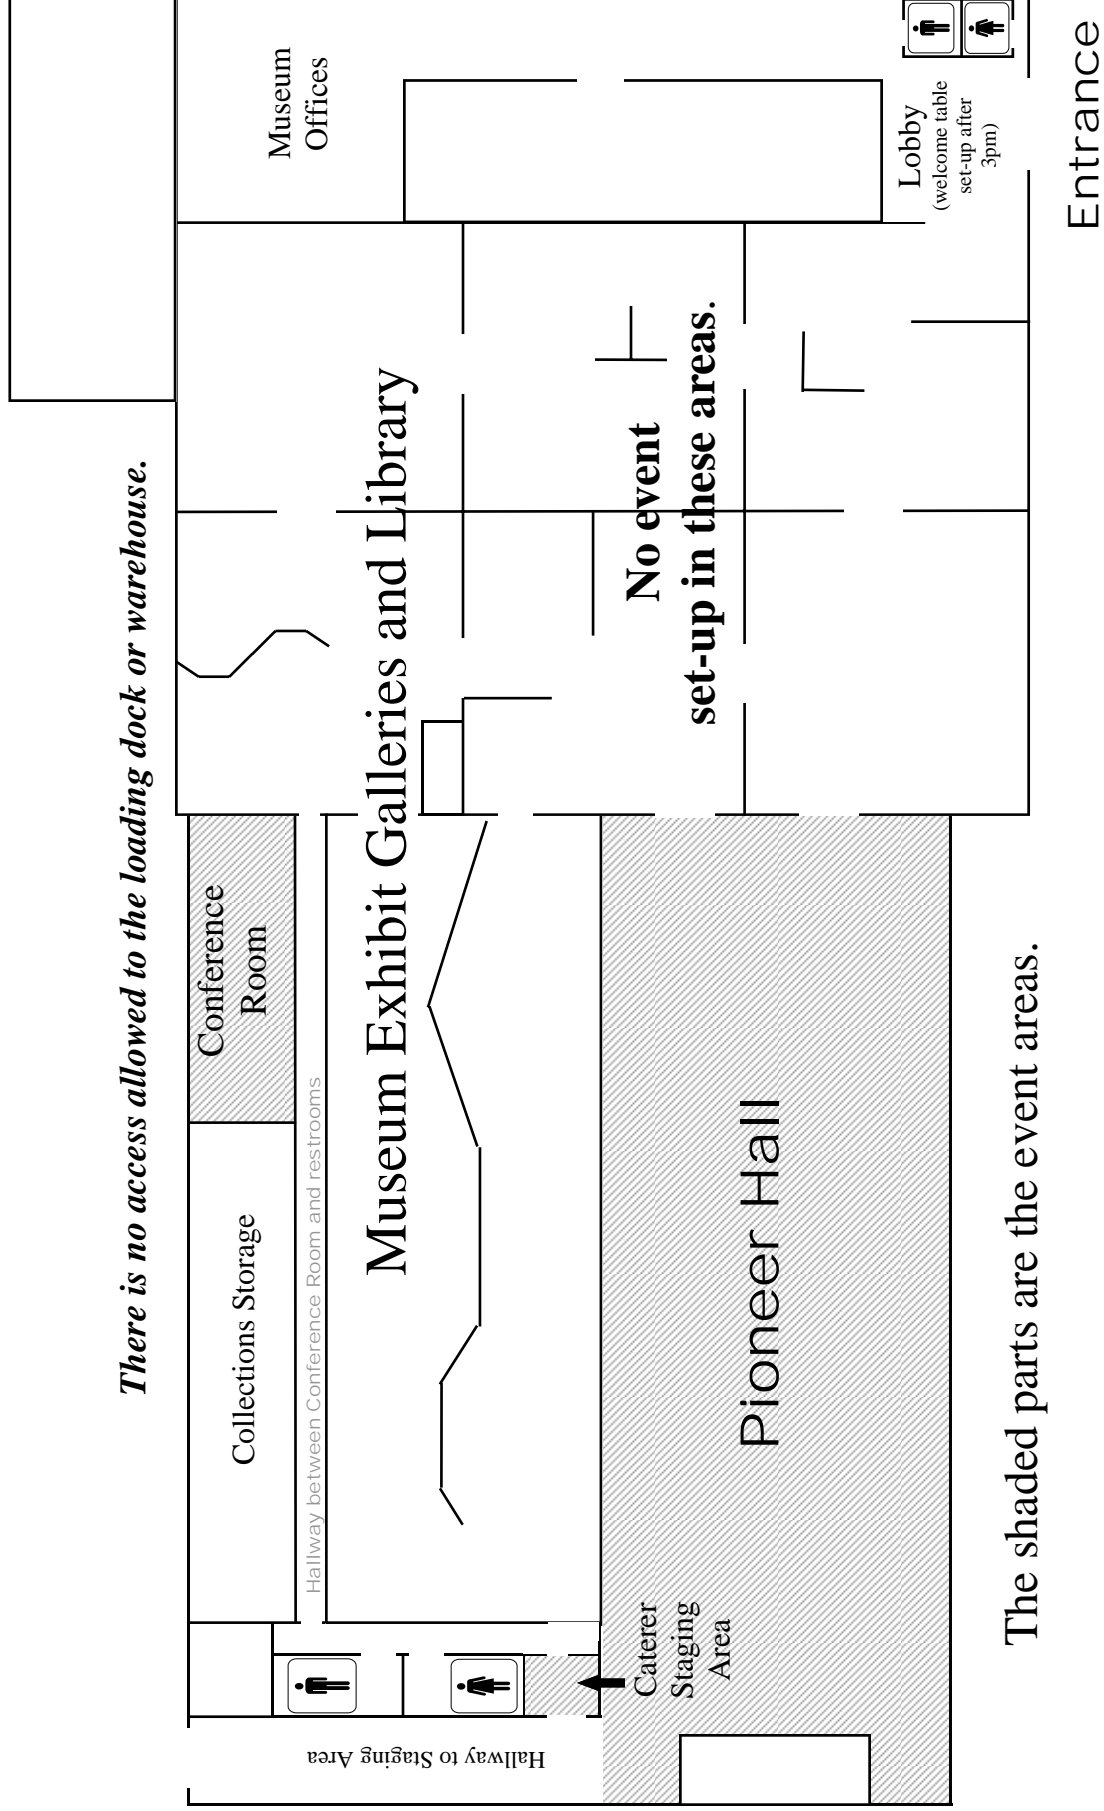 There is no access allowed to the loading dock or warehouse.
Museum
Offices
Conference
Room
Collections Storage
Hallway between Conference Room and restrooms
Museum Exhibit Galleries and Library
No event
set-up in these areas.
Lobby
(welcome table
set-up after
3pm)
Entrance
Pioneer Hall
Caterer
Staging
Area
Hallway to Staging Area
The shaded parts are the event areas.